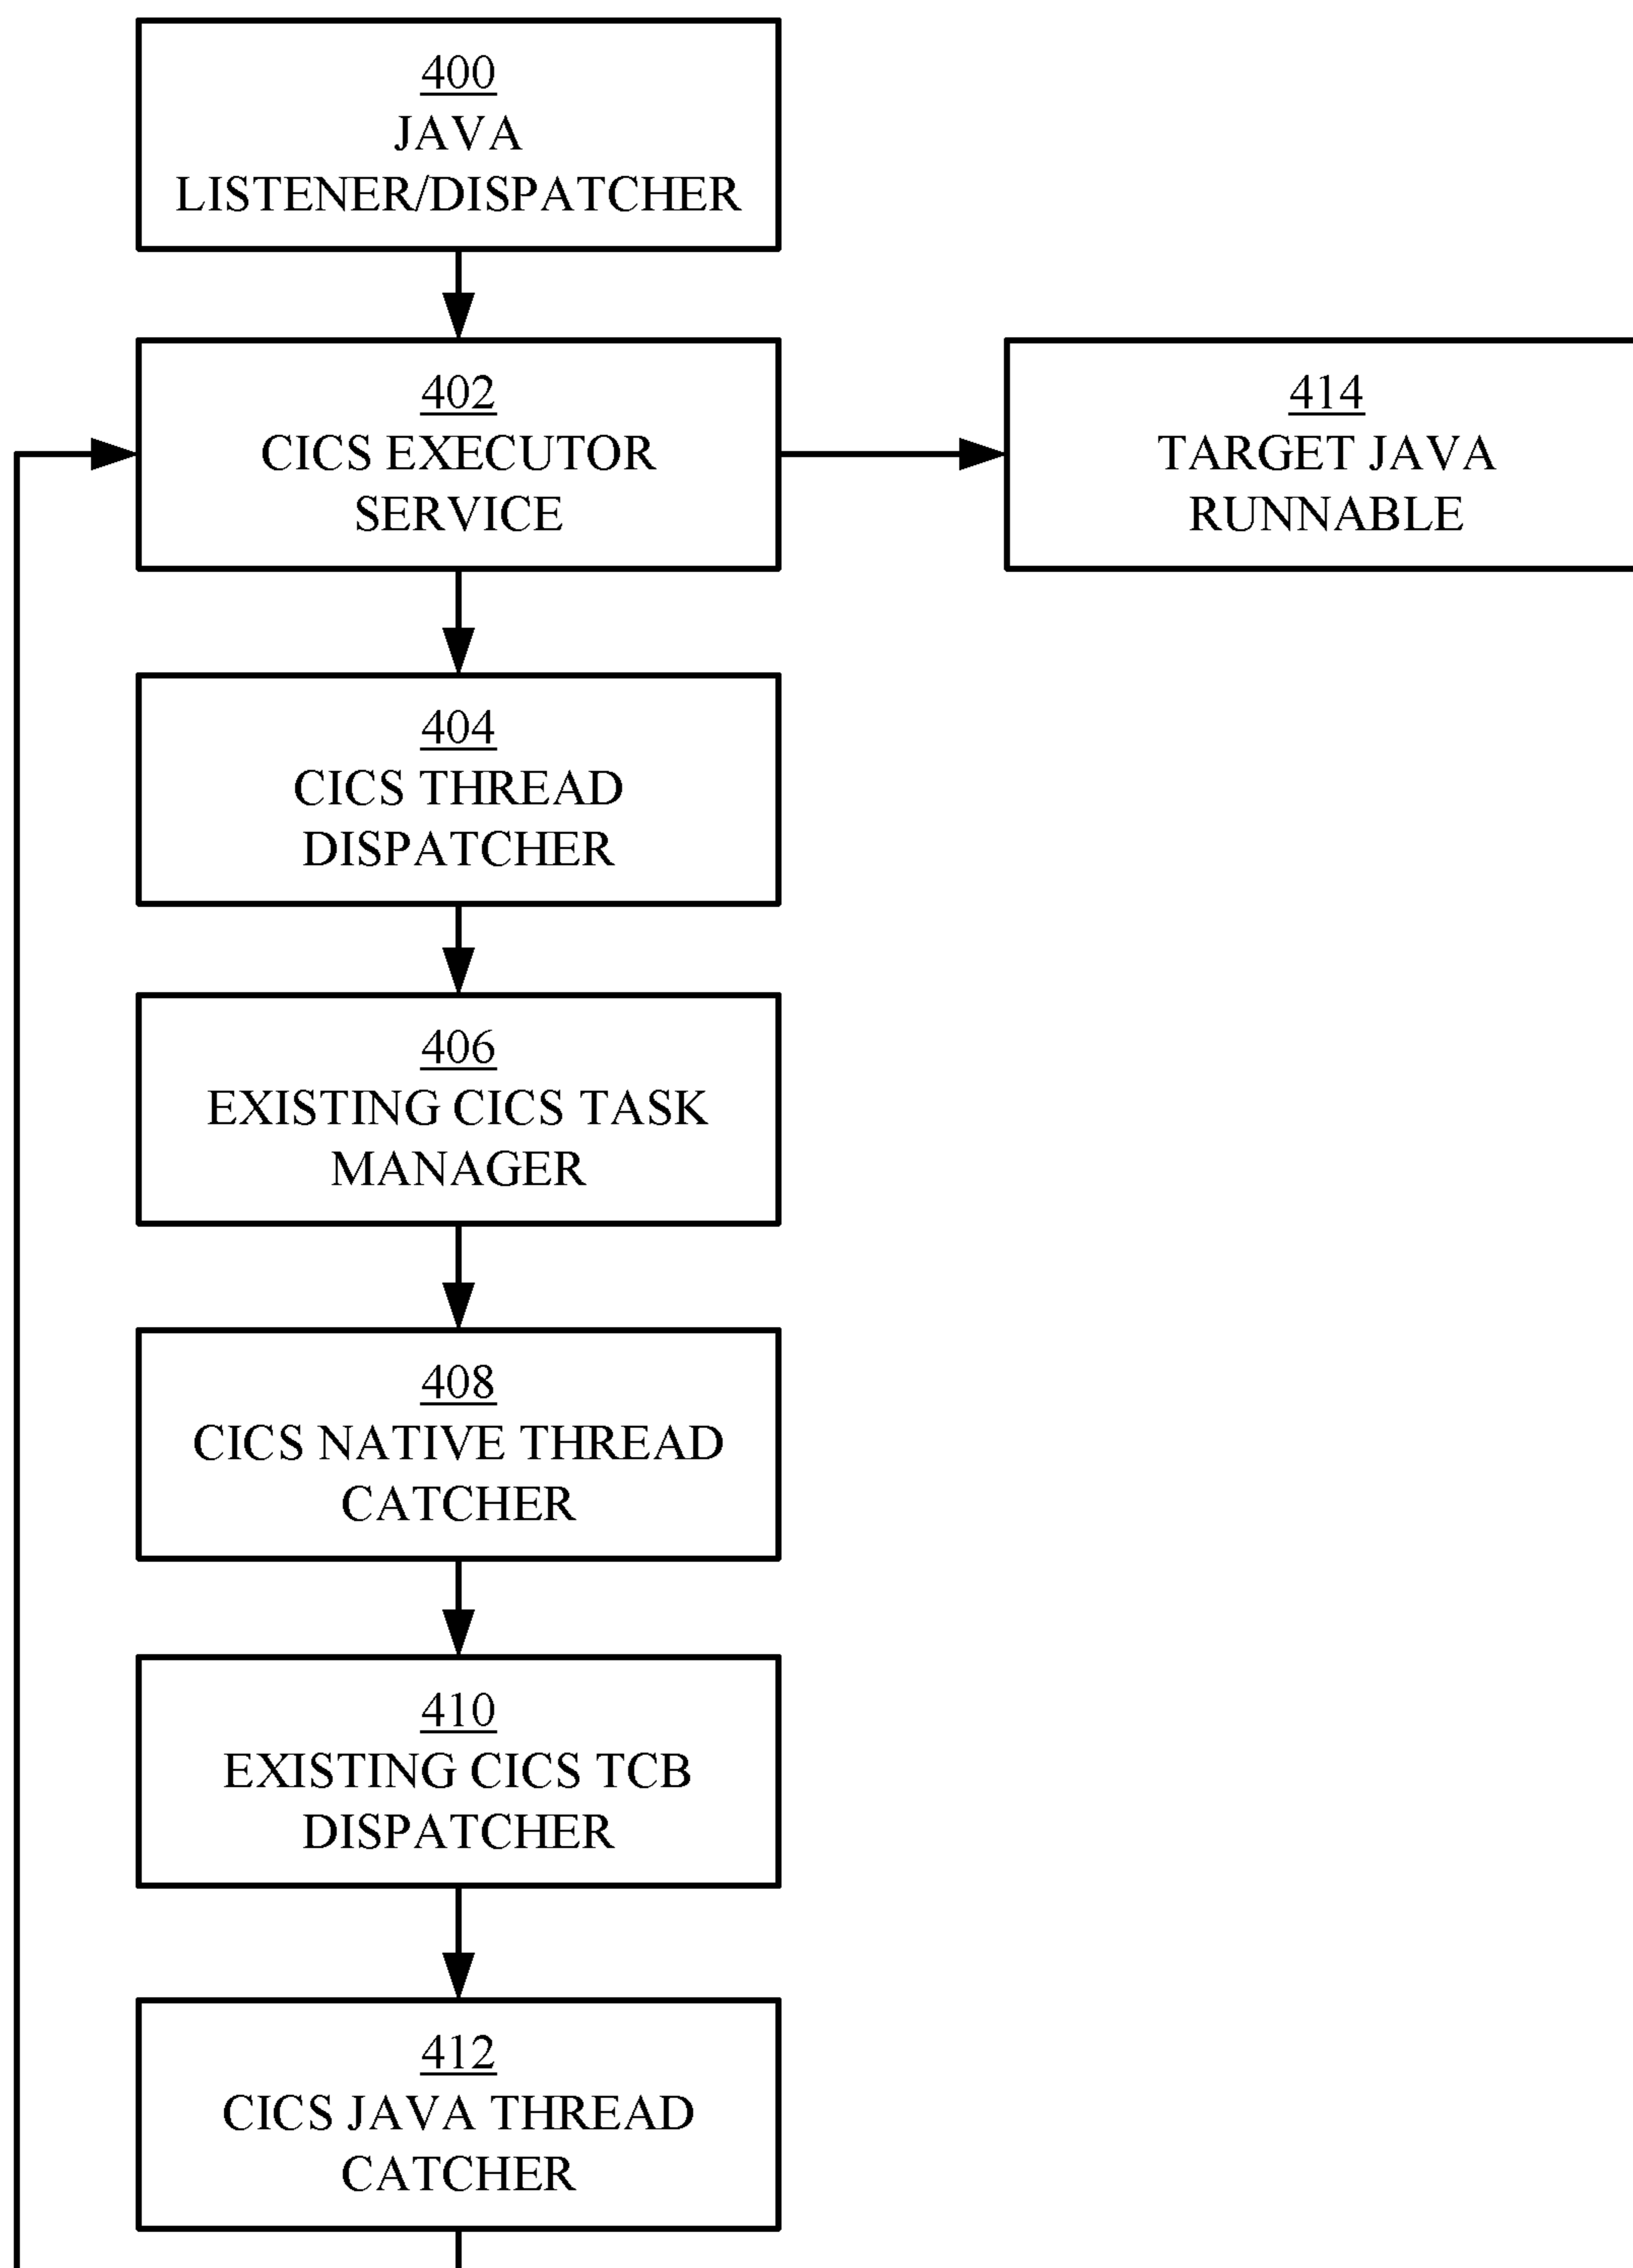 400
JAVA
LISTENER/DISPATCHER
402
CICS EXECUTOR
SERVICE
414
TARGET JAVA
RUNNABLE
404
CICS THREAD
DISPATCHER
406
EXISTING CICS TASK
MANAGER
408
CICS NATIVE THREAD
CATCHER
410
EXISTING CICS TCB
DISPATCHER
412
CICS JAVA THREAD
CATCHER